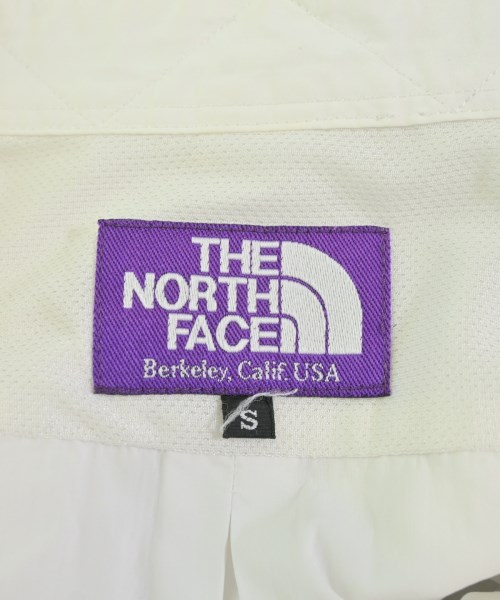 THE
NORTH
FACE
Berkeley, Calif. USA
S